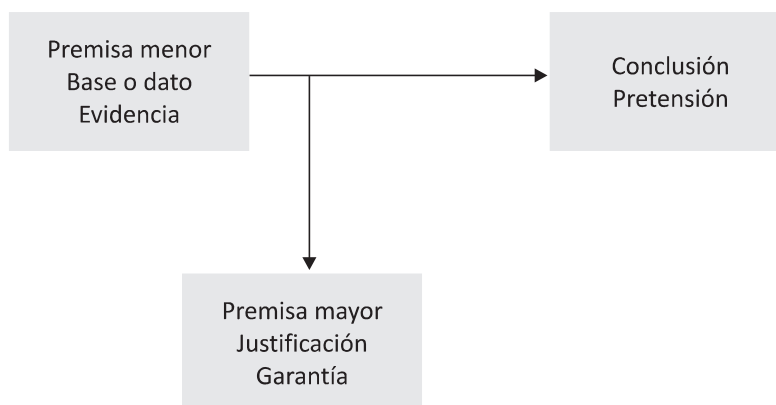 Premisa menor
Base o dato
Evidencia
Conclusión
Pretensión
Premisa mayor
Justificación
Garantía